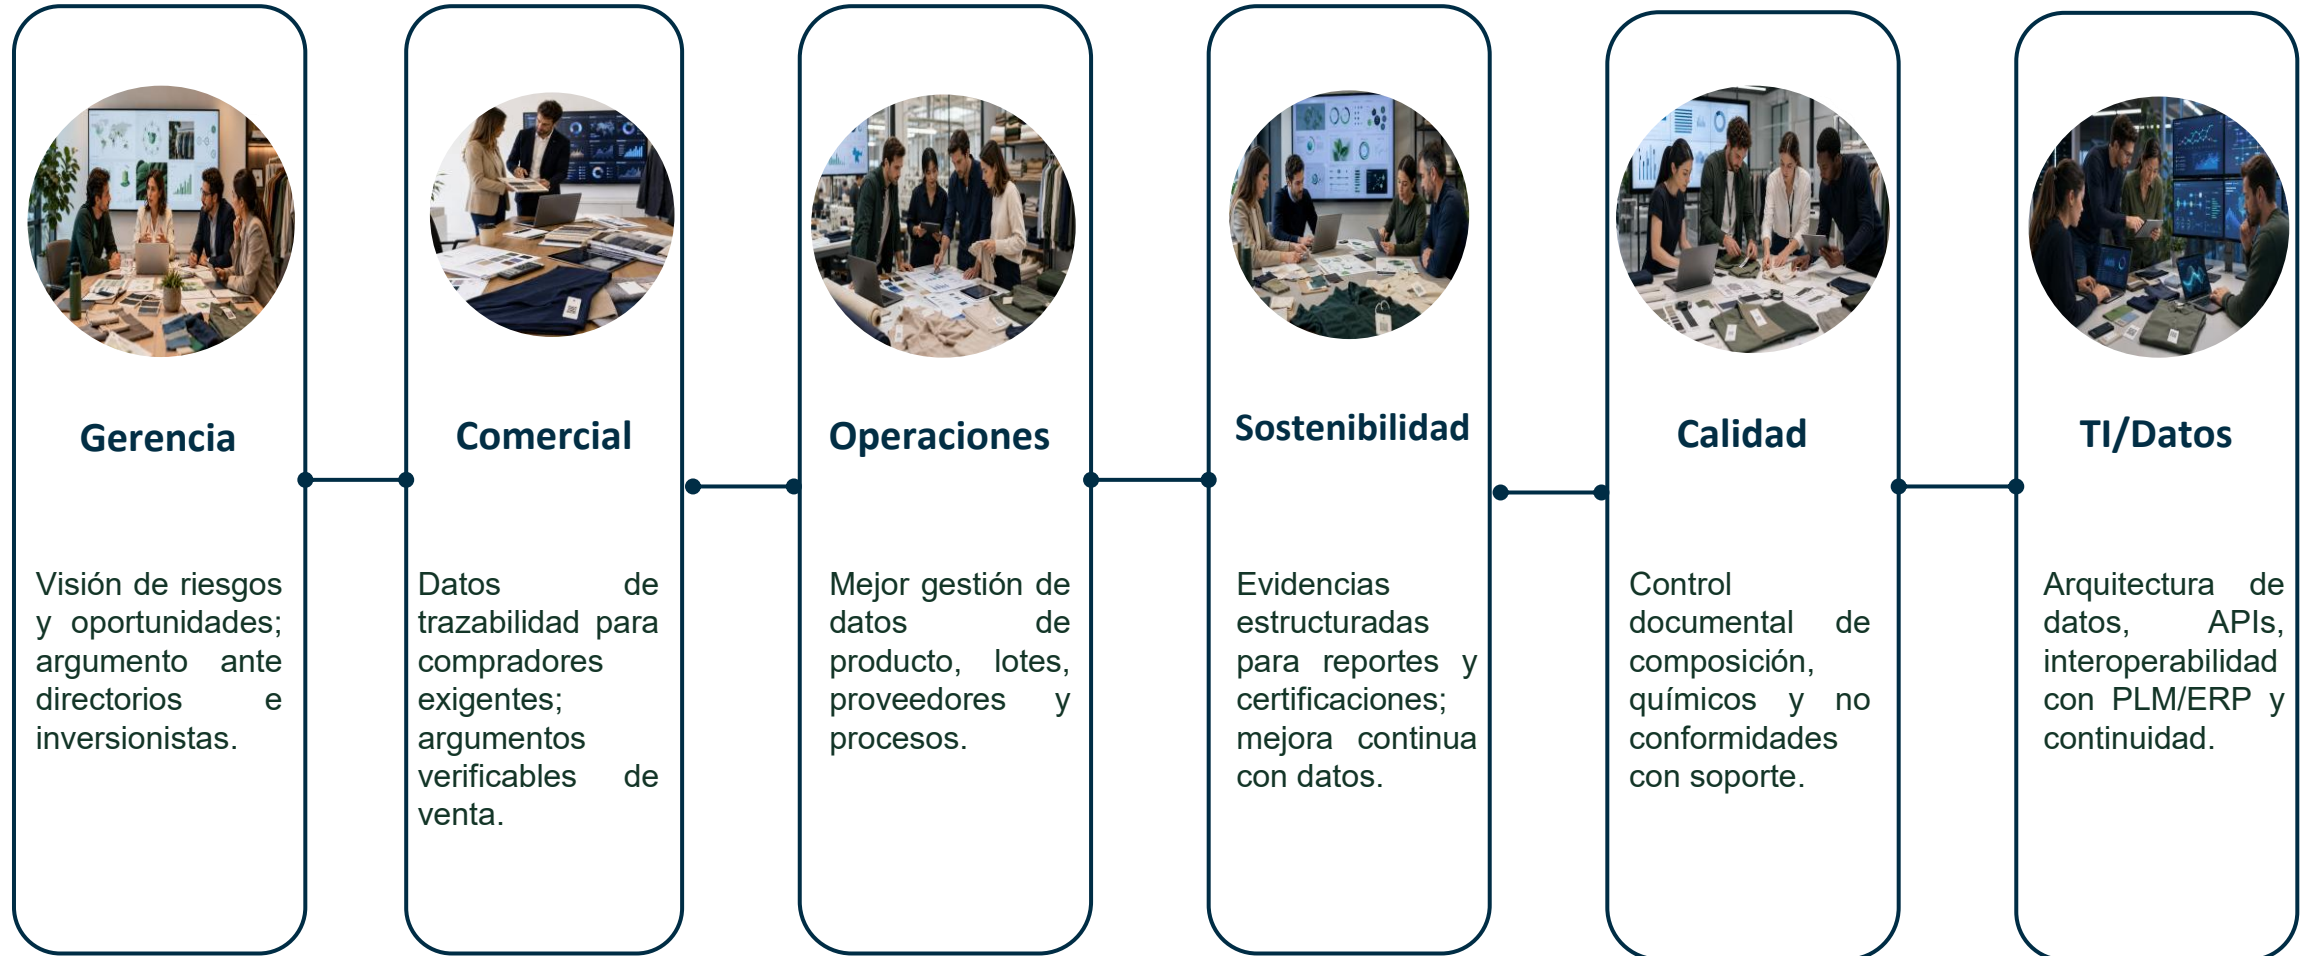 Gerencia
Visión de riesgos
y oportunidades;
argumento ante
directorios e
inversionistas.
Comercial
Datos de
trazabilidad para
compradores
exigentes;
argumentos
verificables de
venta.
Operaciones
Mejor gestión de
datos de
producto, lotes,
proveedores y
procesos.
Sostenibilidad
Evidencias
estructuradas
para reportes y
certificaciones;
mejora continua
con datos.
Calidad
Control
documental de
composición,
químicos y no
conformidades
con soporte.
TI/Datos
Arquitectura de
datos, APIs,
interoperabilidad
con PLM/ERP y
continuidad.